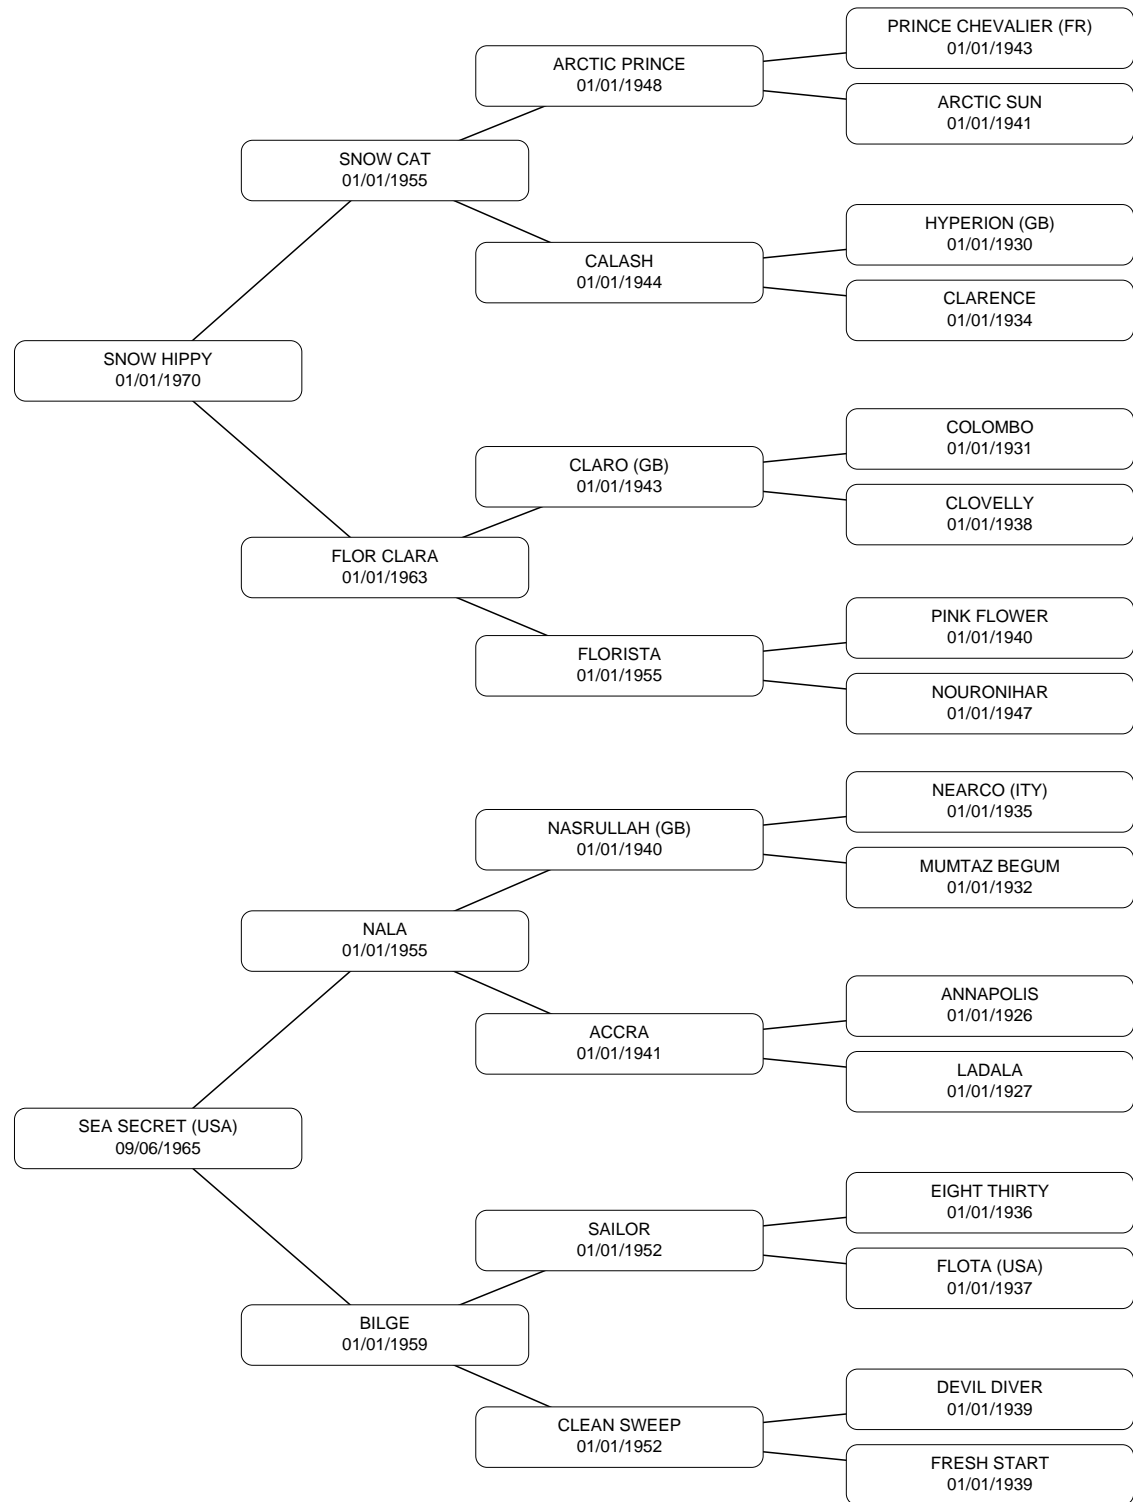 PRINCE CHEVALIER (FR)
01/01/1943
ARCTIC PRINCE
01/01/1948
ARCTIC SUN
01/01/1941
SNOW CAT
01/01/1955
HYPERION (GB)
01/01/1930
CALASH
01/01/1944
CLARENCE
01/01/1934
SNOW HIPPY
01/01/1970
COLOMBO
01/01/1931
CLARO (GB)
01/01/1943
CLOVELLY
01/01/1938
FLOR CLARA
01/01/1963
PINK FLOWER
01/01/1940
FLORISTA
01/01/1955
NOURONIHAR
01/01/1947
NEARCO (ITY)
01/01/1935
NASRULLAH (GB)
01/01/1940
MUMTAZ BEGUM
01/01/1932
NALA
01/01/1955
ANNAPOLIS
01/01/1926
ACCRA
01/01/1941
LADALA
01/01/1927
SEA SECRET (USA)
09/06/1965
EIGHT THIRTY
01/01/1936
SAILOR
01/01/1952
FLOTA (USA)
01/01/1937
BILGE
01/01/1959
DEVIL DIVER
01/01/1939
CLEAN SWEEP
01/01/1952
FRESH START
01/01/1939